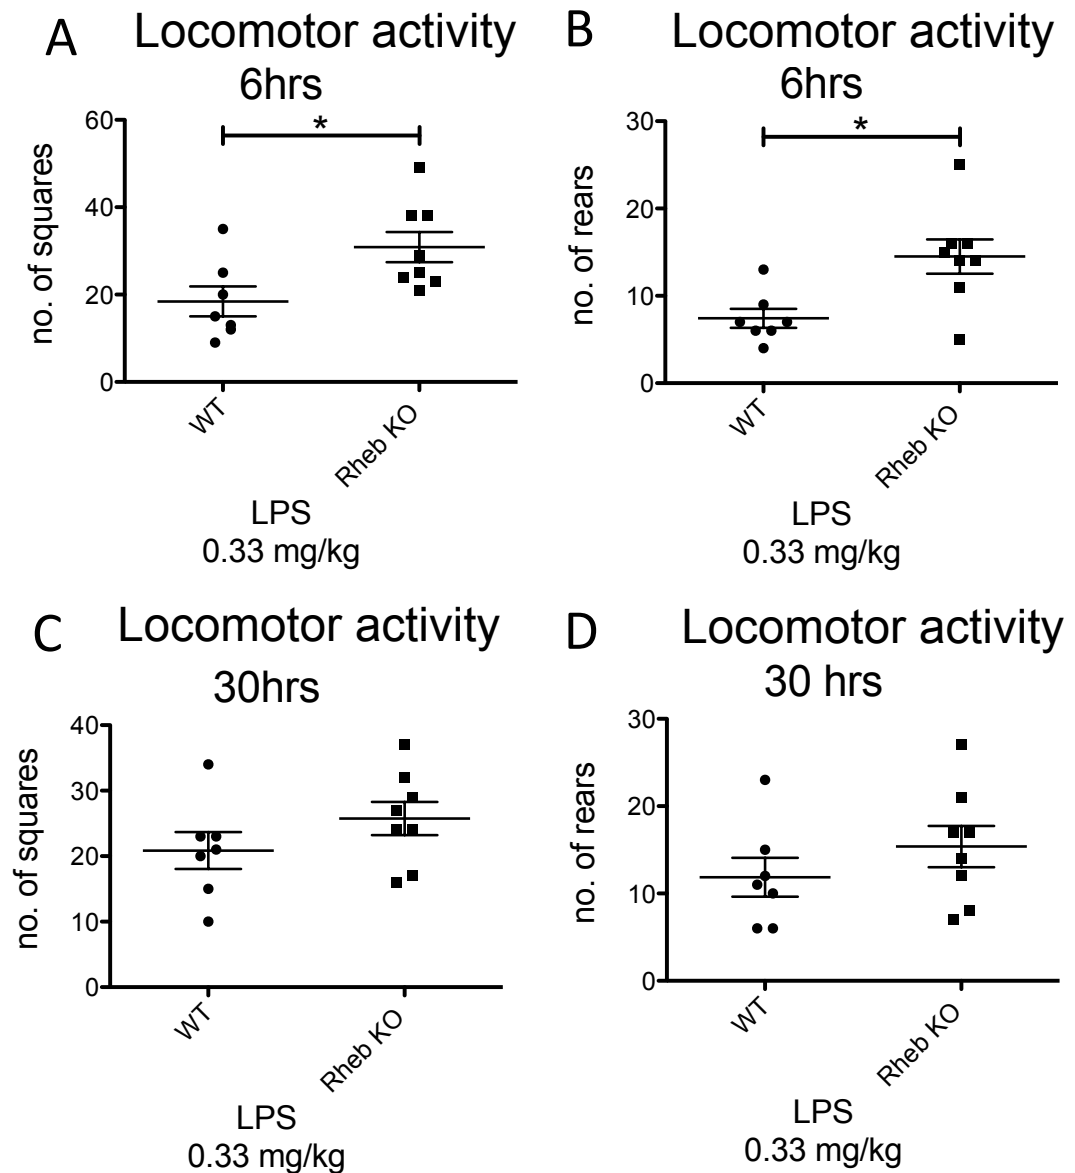 A
Locomotor activity
6hrs
no. of squares
60
40
20
0
*
WT
Rheb KO
LPS
0.33 mg/kg
B
Locomotor activity
6hrs
no. of rears
30
20
10
0
*
WT
Rheb KO
LPS
0.33 mg/kg
C
Locomotor activity
30hrs
no. of squares
40
30
20
10
0
WT
Rheb KO
LPS
0.33 mg/kg
D
Locomotor activity
30 hrs
no. of rears
30
20
10
0
WT
Rheb KO
LPS
0.33 mg/kg